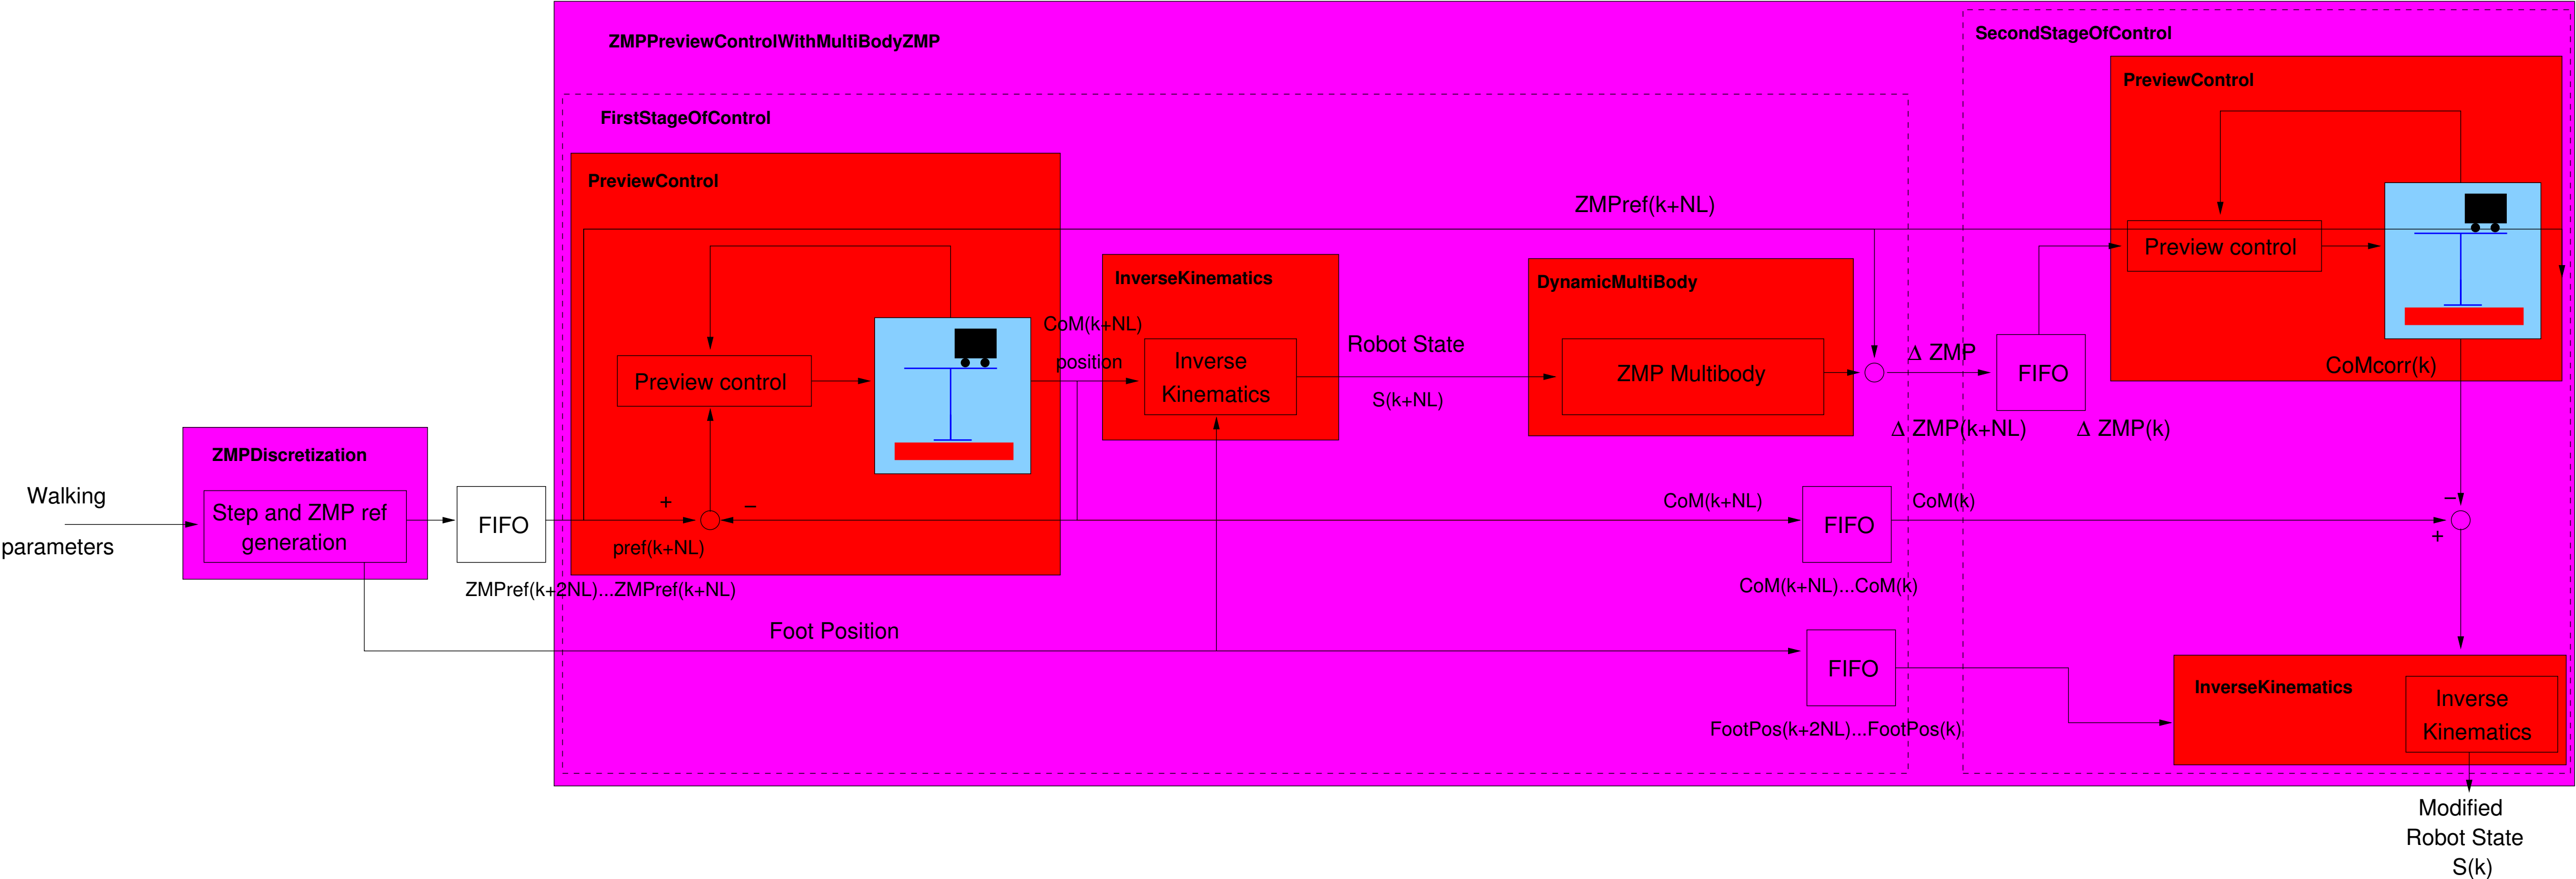 ZMPPreviewControlWithMultiBodyZMP
SecondStageOfControl
PreviewControl
FirstStageOfControl
PreviewControl
ZMPref(k+NL)
Preview control
InverseKinematics
DynamicMultiBody
CoM(k+NL)
position
Robot State
S(k+NL)
Inverse
Kinematics
ZMP Multibody
Preview control
Δ ZMP
FIFO
CoMcorr(k)
Δ ZMP(k+NL)
Δ ZMP(k)
ZMPDiscretization
Walking
parameters
Step and ZMP ref
generation
FIFO
+
−
pref(k+NL)
CoM(k+NL)
FIFO
CoM(k)
−
+
ZMPref(k+2NL)...ZMPref(k+NL)
CoM(k+NL)...CoM(k)
Foot Position
FIFO
FootPos(k+2NL)...FootPos(k)
InverseKinematics
Inverse
Kinematics
Modified
Robot State
S(k)